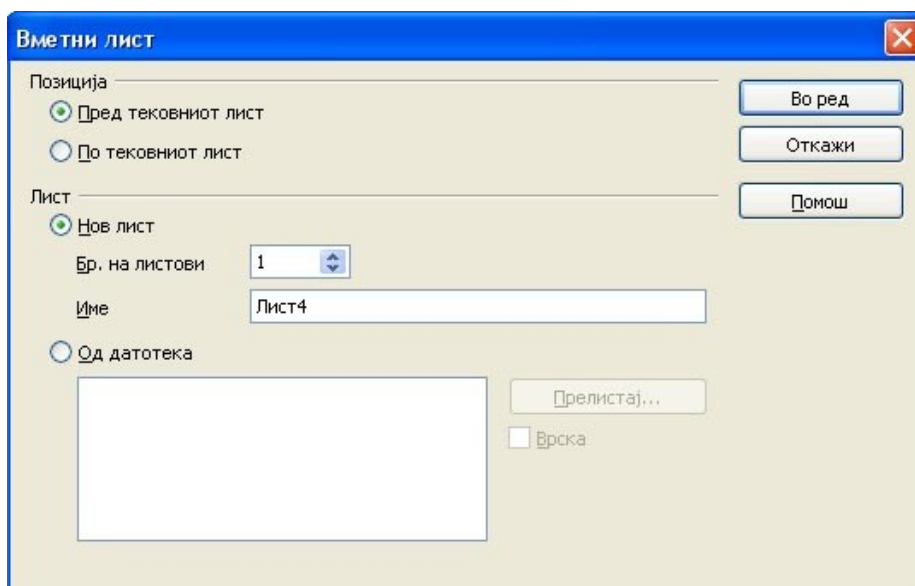 Вметни лист
Позиција
Пред тековниот лист
По тековниот лист
Во ред
Откажи
Помош
Лист
Нов лист
Бр. на листови 1
Име Лист4
Од датотека
Прелистај...
Врска